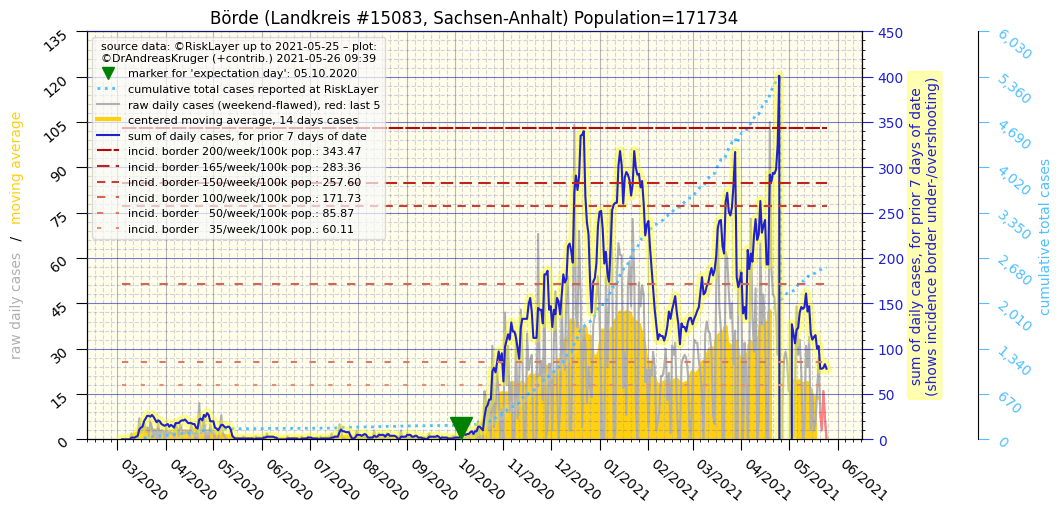 Börde (Landkreis #15083, Sachsen-Anhalt) Population=171734
source data: ©RiskLayer up to 2021-05-25 – plot:
©DrAndreasKruger (+contrib.) 2021-05-26 09:39
marker for 'expectation day': 05.10.2020
cumulative total cases reported at RiskLayer
raw daily cases (weekend-flawed), red: last 5
centered moving average, 14 days cases
sum of daily cases, for prior 7 days of date
incid. border 200/week/100k pop.: 343.47
incid. border 165/week/100k pop.: 283.36
incid. border 150/week/100k pop.: 257.60
incid. border 100/week/100k pop.: 171.73
incid. border 50/week/100k pop.: 85.87
incid. border 35/week/100k pop.: 60.11
raw daily cases / moving average
135
120
105
90
75
60
45
30
15
0
03/2020
04/2020
05/2020
06/2020
07/2020
08/2020
09/2020
10/2020
11/2020
12/2020
01/2021
02/2021
03/2021
04/2021
05/2021
06/2021
450
400
350
300
250
200
150
100
50
0
sum of daily cases, for prior 7 days of date
(shows incidence border under-/overshooting)
6,030
5,360
4,690
4,020
3,350
2,680
2,010
1,340
670
0
cumulative total cases